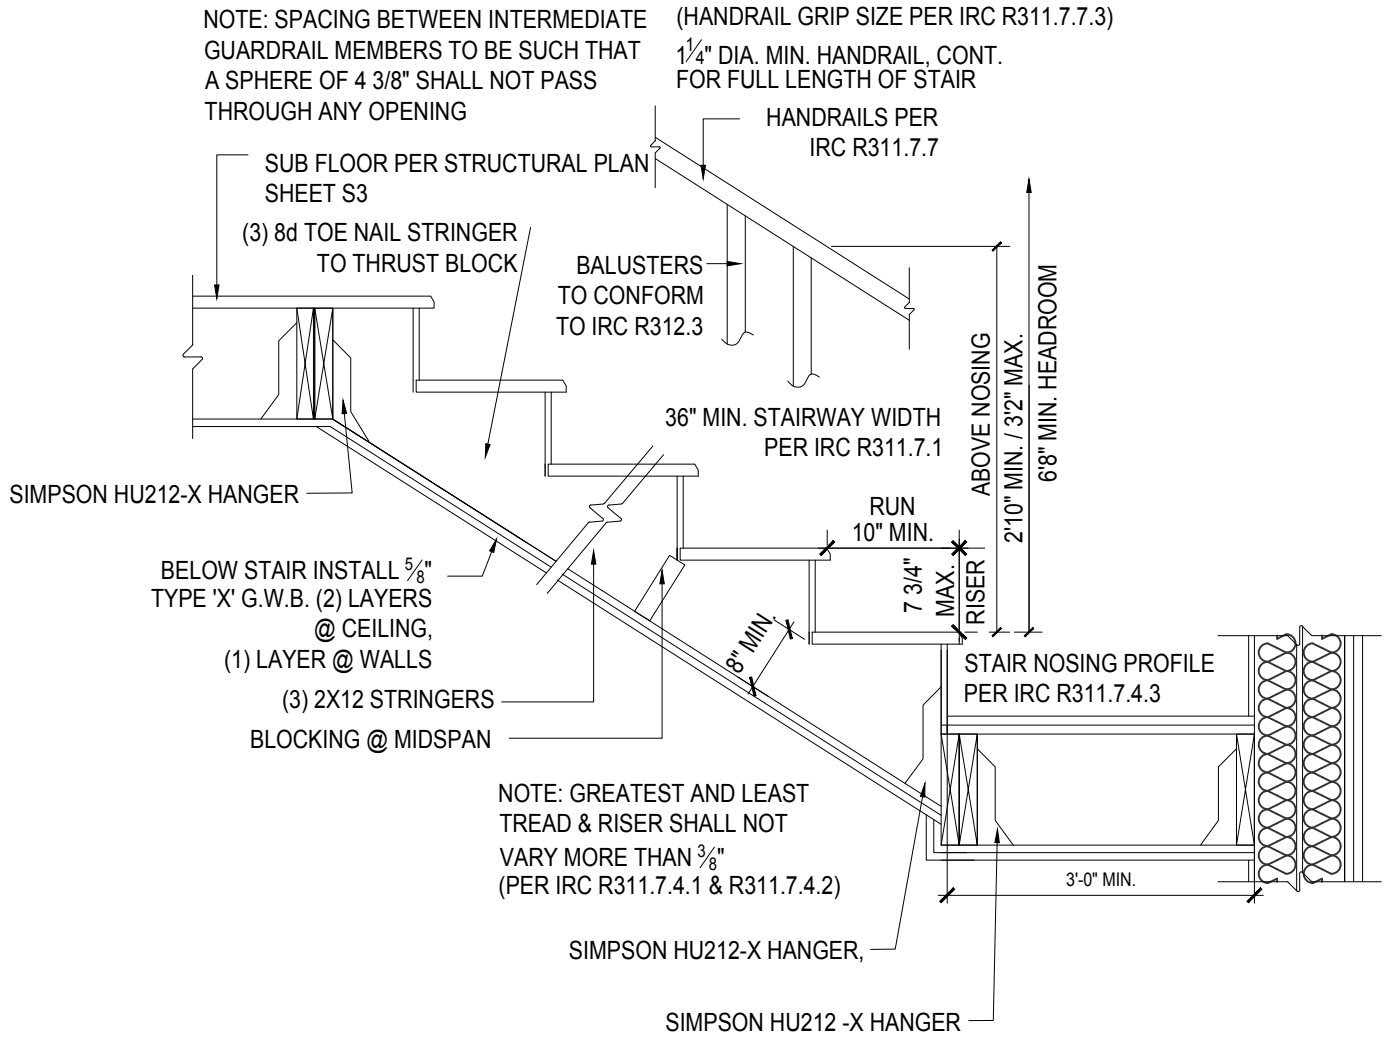 NOTE: SPACING BETWEEN INTERMEDIATE
GUARDRAIL MEMBERS TO BE SUCH THAT
A SPHERE OF 4 3/8" SHALL NOT PASS
THROUGH ANY OPENING
(HANDRAIL GRIP SIZE PER IRC R311.7.7.3)
1¼" DIA. MIN. HANDRAIL, CONT.
FOR FULL LENGTH OF STAIR
HANDRAILS PER
IRC R311.7.7
SUB FLOOR PER STRUCTURAL PLAN
SHEET S3
(3) 8d TOE NAIL STRINGER
TO THRUST BLOCK
BALUSTERS
TO CONFORM
TO IRC R312.3
36" MIN. STAIRWAY WIDTH
PER IRC R311.7.1
ABOVE NOSING
2'10" MIN. / 3'2" MAX.
6'8" MIN. HEADROOM
SIMPSON HU212-X HANGER
RUN
10" MIN.
7 3/4"
MAX.
RISER
BELOW STAIR INSTALL ⅝"
TYPE 'X' G.W.B. (2) LAYERS
@ CEILING,
(1) LAYER @ WALLS
8" MIN.
STAIR NOSING PROFILE
PER IRC R311.7.4.3
(3) 2X12 STRINGERS
BLOCKING @ MIDSPAN
NOTE: GREATEST AND LEAST
TREAD & RISER SHALL NOT
VARY MORE THAN ⅜"
(PER IRC R311.7.4.1 & R311.7.4.2)
3'-0" MIN.
SIMPSON HU212-X HANGER,
SIMPSON HU212 -X HANGER